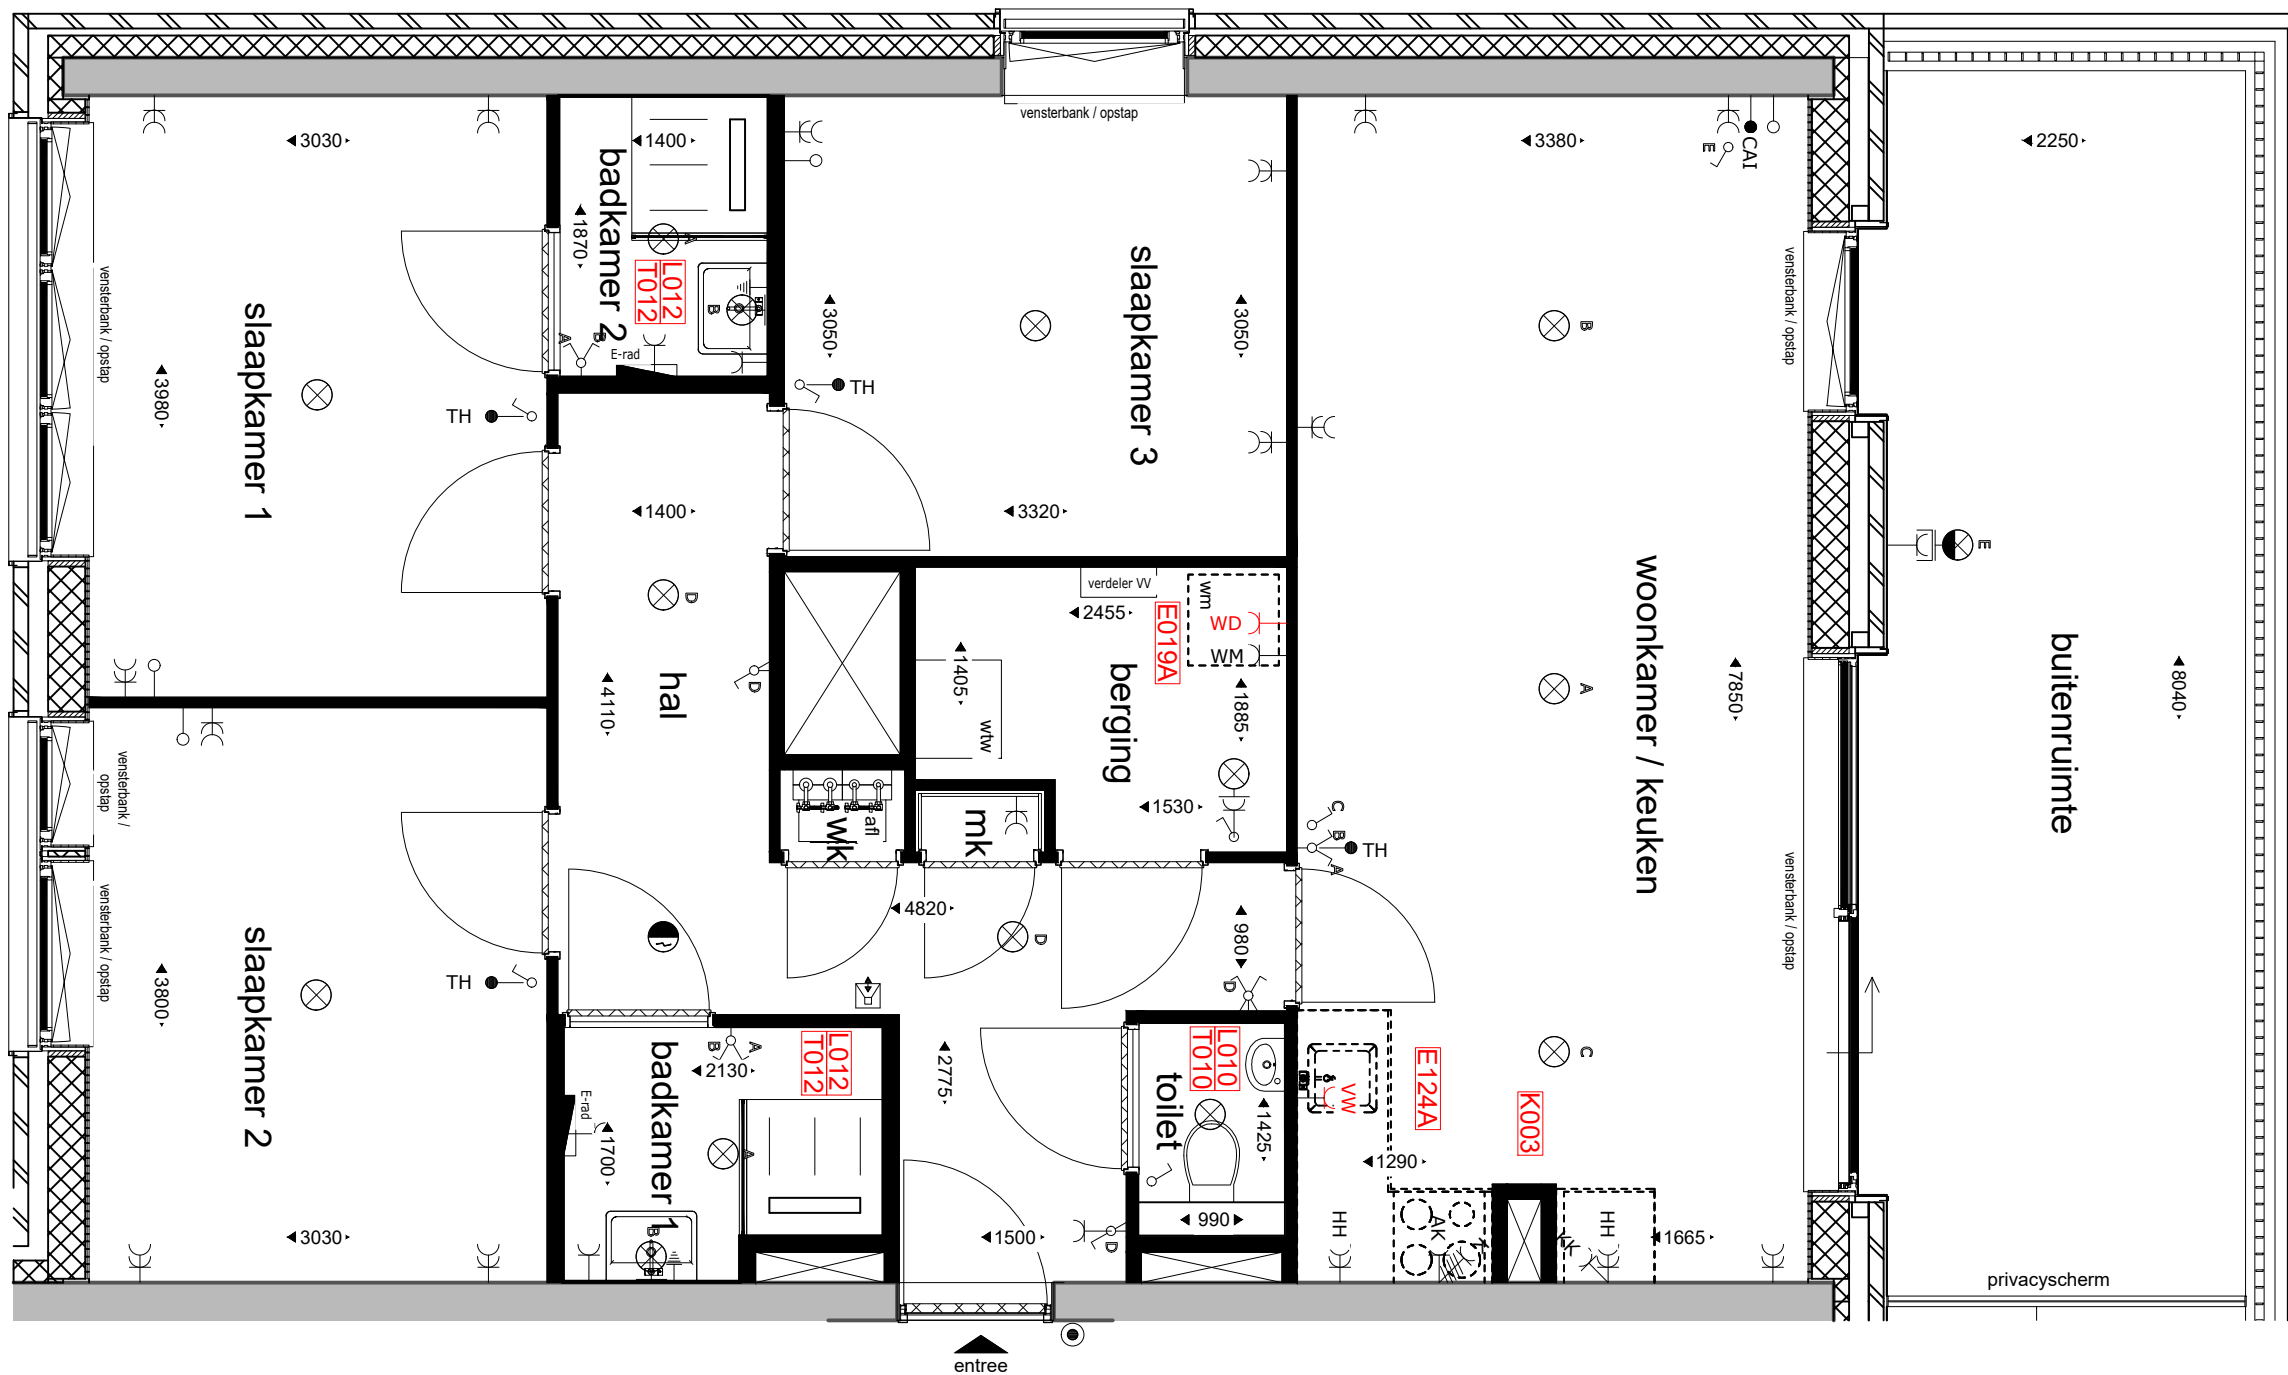 vensterbank / opstap
3030
1400
3380
2250
CAI
E
badkamer 2
1870
A
L012
T012
B
A
B
E-rad
slaapkamer 1
vensterbank / opstap
3980
TH
3050
TH
slaapkamer 3
3050
B
vensterbank / opstap
1400
3320
E
D
hal
4110
D
verdeler VV
2455
E019A
wm
WD
WM
1405
wtw
berging
1885
1530
woonkamer / keuken
A
7850
buitenruimte
8040
vensterbank /
opstap
wk
afl
mk
C
B
A
TH
vensterbank / opstap
slaapkamer 2
3800
TH
4820
D
980
D
vensterbank / opstap
C
badkamer 1
B
A
2130
L012
T012
E-rad
1700
A
B
2775
toilet
L010
T010
1425
990
VW
E124A
K003
1290
3030
1500
D
HH
AK
KK
HH
1665
privacyscherm
entree